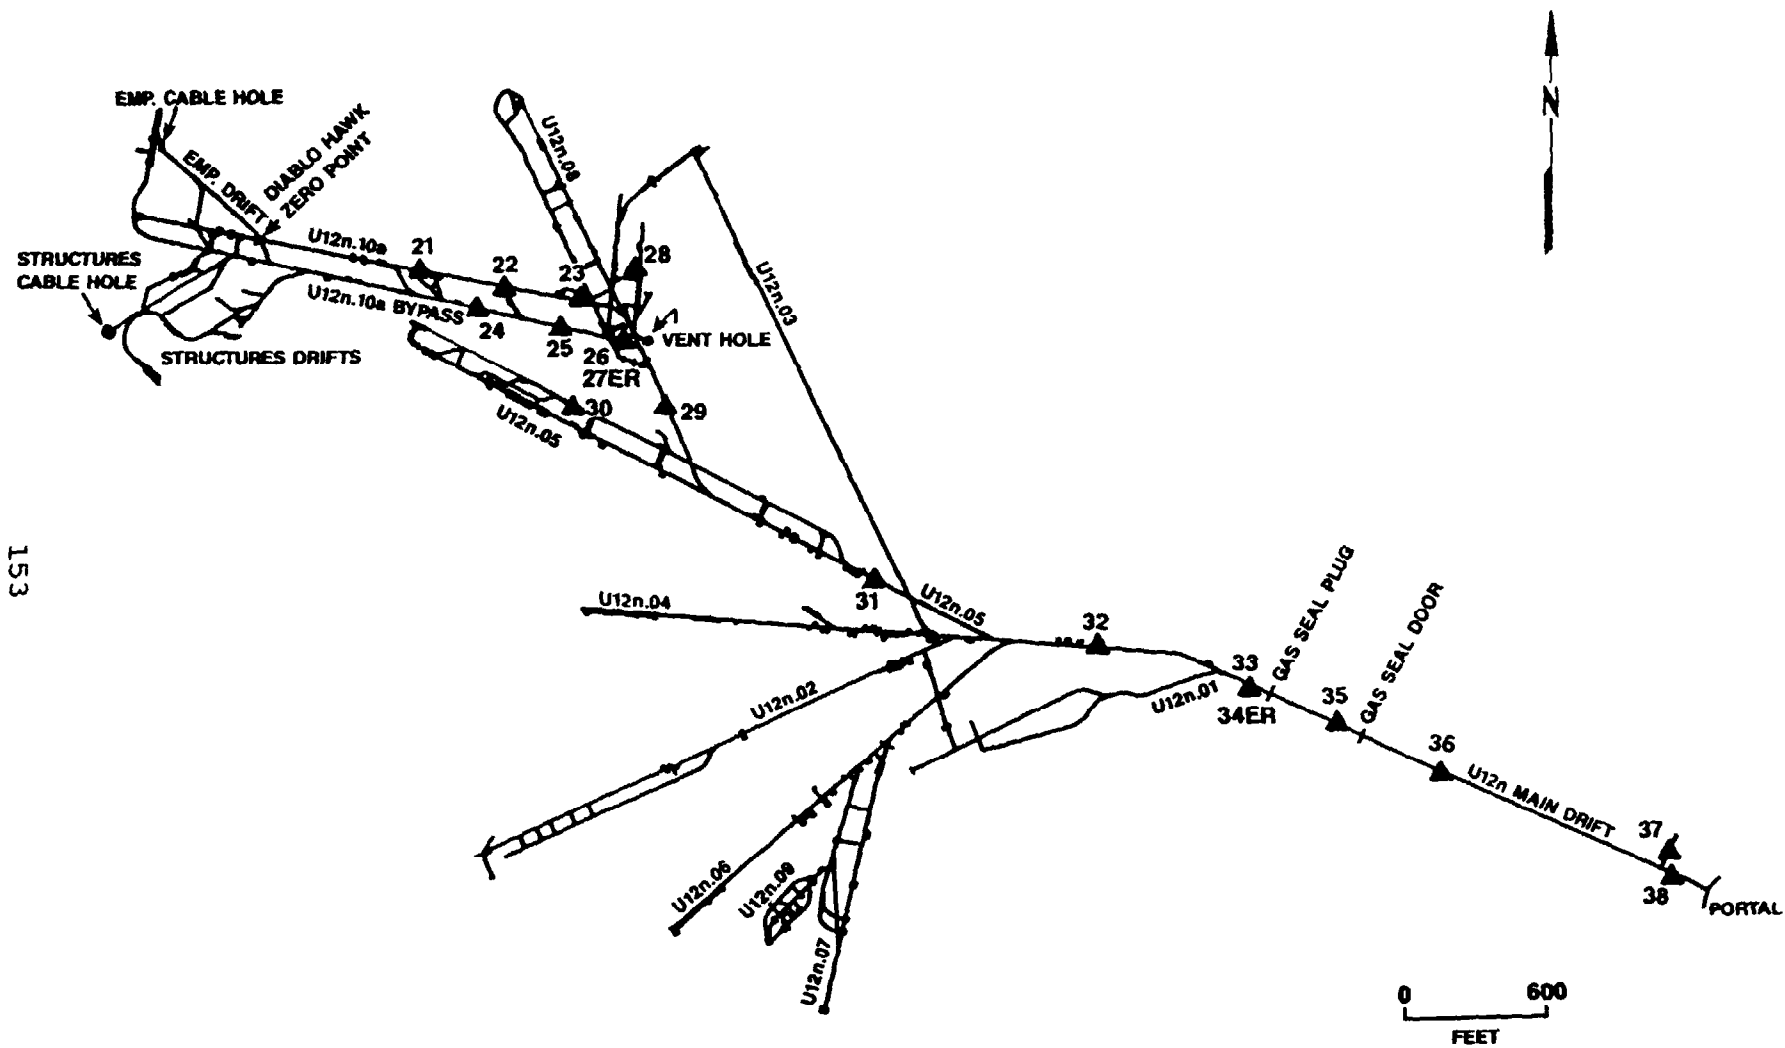 N
EMP. CABLE HOLE
EMP. DRIFT
DIABLO HAWK
ZERO POINT
U12n.08
STRUCTURES
CABLE HOLE
U12n.10a
21
22
23
28
U12n.03
U12n.10a BYPASS
24
25
26
27ER
VENT HOLE
STRUCTURES DRIFTS
30
29
U12n.05
153
31
U12n.05
U12n.04
32
GAS SEAL PLUG
GAS SEAL DOOR
33
34ER
35
U12n.01
U12n.02
36
U12n MAIN DRIFT
37
38
PORTAL
U12n.06
U12n.09
U12n.07
0
600
FEET